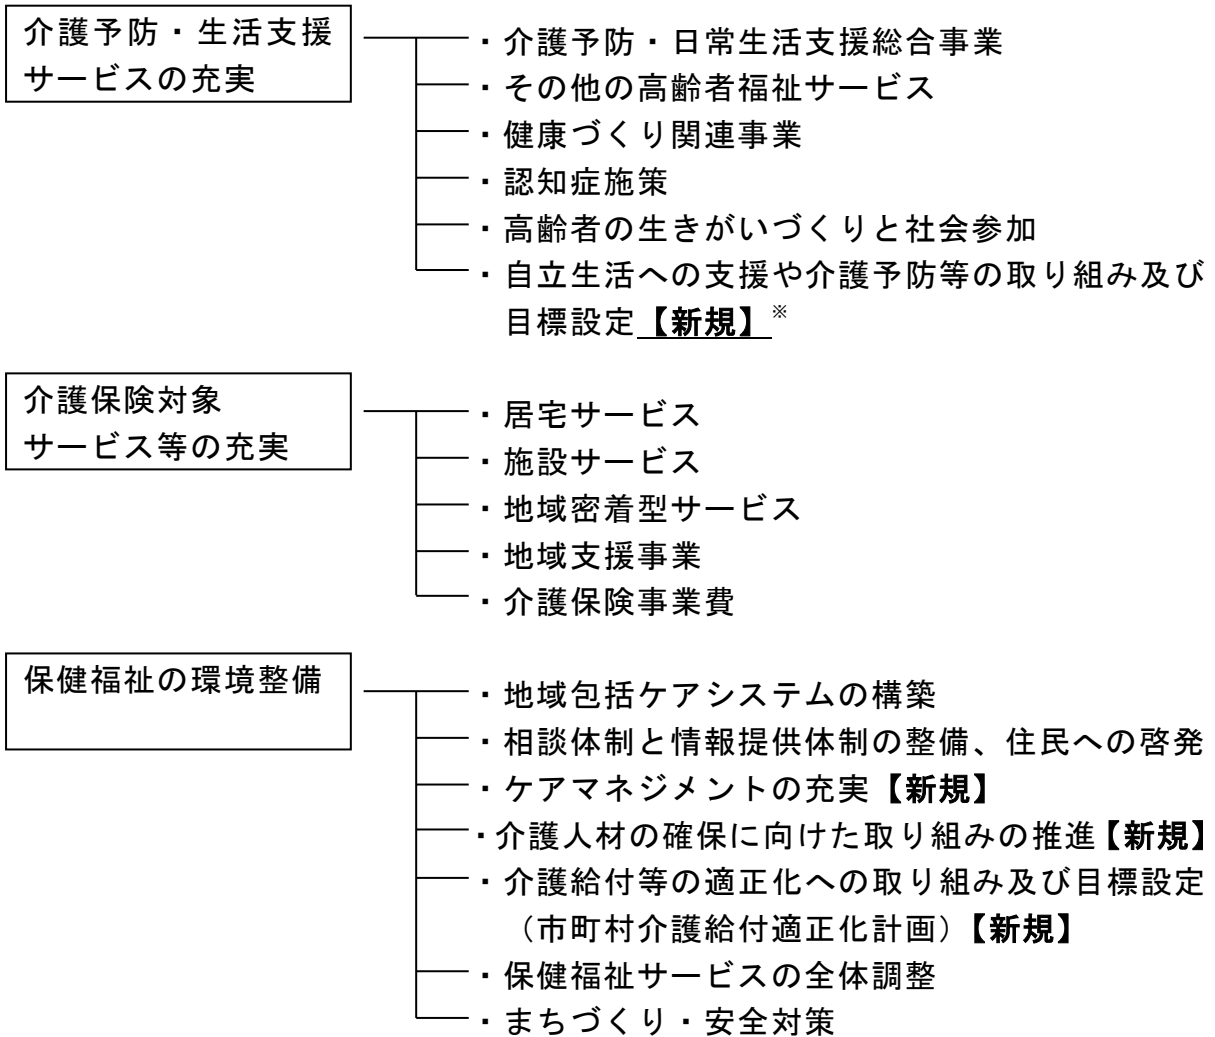 介護予防・生活支援
サービスの充実
・介護予防・日常生活支援総合事業
・その他の高齢者福祉サービス
・健康づくり関連事業
・認知症施策
・高齢者の生きがいづくりと社会参加
・自立生活への支援や介護予防等の取り組み及び
目標設定【新規】※
介護保険対象
サービス等の充実
・居宅サービス
・施設サービス
・地域密着型サービス
・地域支援事業
・介護保険事業費
保健福祉の環境整備
・地域包括ケアシステムの構築
・相談体制と情報提供体制の整備、住民への啓発
・ケアマネジメントの充実【新規】
・介護人材の確保に向けた取り組みの推進【新規】
・介護給付等の適正化への取り組み及び目標設定
（市町村介護給付適正化計画）【新規】
・保健福祉サービスの全体調整
・まちづくり・安全対策